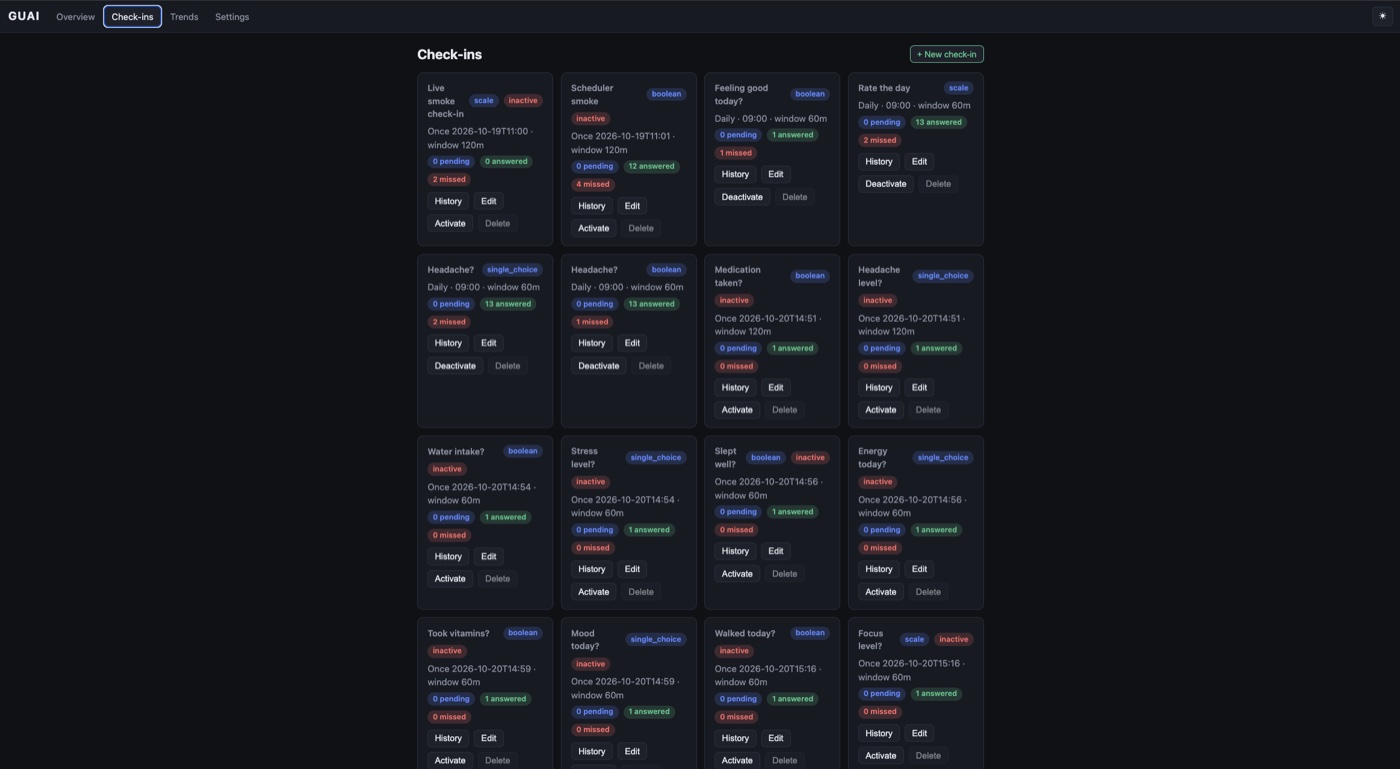 GUAI Overview Check-ins Trends Settings
Check-ins + New check-in
Live smoke check-in scale inactive
Once 2026-10-19T11:00 · window 120m
0 pending 0 answered
2 missed
History Edit
Activate Delete
Scheduler smoke boolean
inactive
Once 2026-10-19T11:01 · window 120m
0 pending 12 answered
4 missed
History Edit
Activate Delete
Feeling good today? boolean
Daily · 09:00 · window 60m
0 pending 1 answered
1 missed
History Edit
Deactivate Delete
Rate the day scale
Daily · 09:00 · window 60m
0 pending 13 answered
2 missed
History Edit
Deactivate Delete
Headache? single_choice
Daily · 09:00 · window 60m
0 pending 13 answered
2 missed
History Edit
Deactivate Delete
Headache? boolean
Daily · 09:00 · window 60m
0 pending 13 answered
1 missed
History Edit
Deactivate Delete
Medication taken? boolean
inactive
Once 2026-10-20T14:51 · window 120m
0 pending 1 answered
0 missed
History Edit
Activate Delete
Headache level? single_choice
inactive
Once 2026-10-20T14:51 · window 120m
0 pending 1 answered
0 missed
History Edit
Activate Delete
Water intake? boolean
inactive
Once 2026-10-20T14:54 · window 60m
0 pending 1 answered
0 missed
History Edit
Activate Delete
Stress level? single_choice
inactive
Once 2026-10-20T14:54 · window 60m
0 pending 1 answered
0 missed
History Edit
Activate Delete
Slept well? boolean inactive
Once 2026-10-20T14:56 · window 60m
0 pending 1 answered
0 missed
History Edit
Activate Delete
Energy today? single_choice
inactive
Once 2026-10-20T14:56 · window 60m
0 pending 1 answered
0 missed
History Edit
Activate Delete
Took vitamins? boolean
inactive
Once 2026-10-20T14:59 · window 60m
0 pending 1 answered
0 missed
History Edit
Activate Delete
Mood today? single_choice
inactive
Once 2026-10-20T14:59 · window 60m
0 pending 1 answered
0 missed
History Edit
Walked today? boolean
inactive
Once 2026-10-20T15:16 · window 60m
0 pending 1 answered
0 missed
History Edit
Activate Delete
Focus level? scale inactive
Once 2026-10-20T15:16 · window 60m
0 pending 1 answered
0 missed
History Edit
Activate Delete